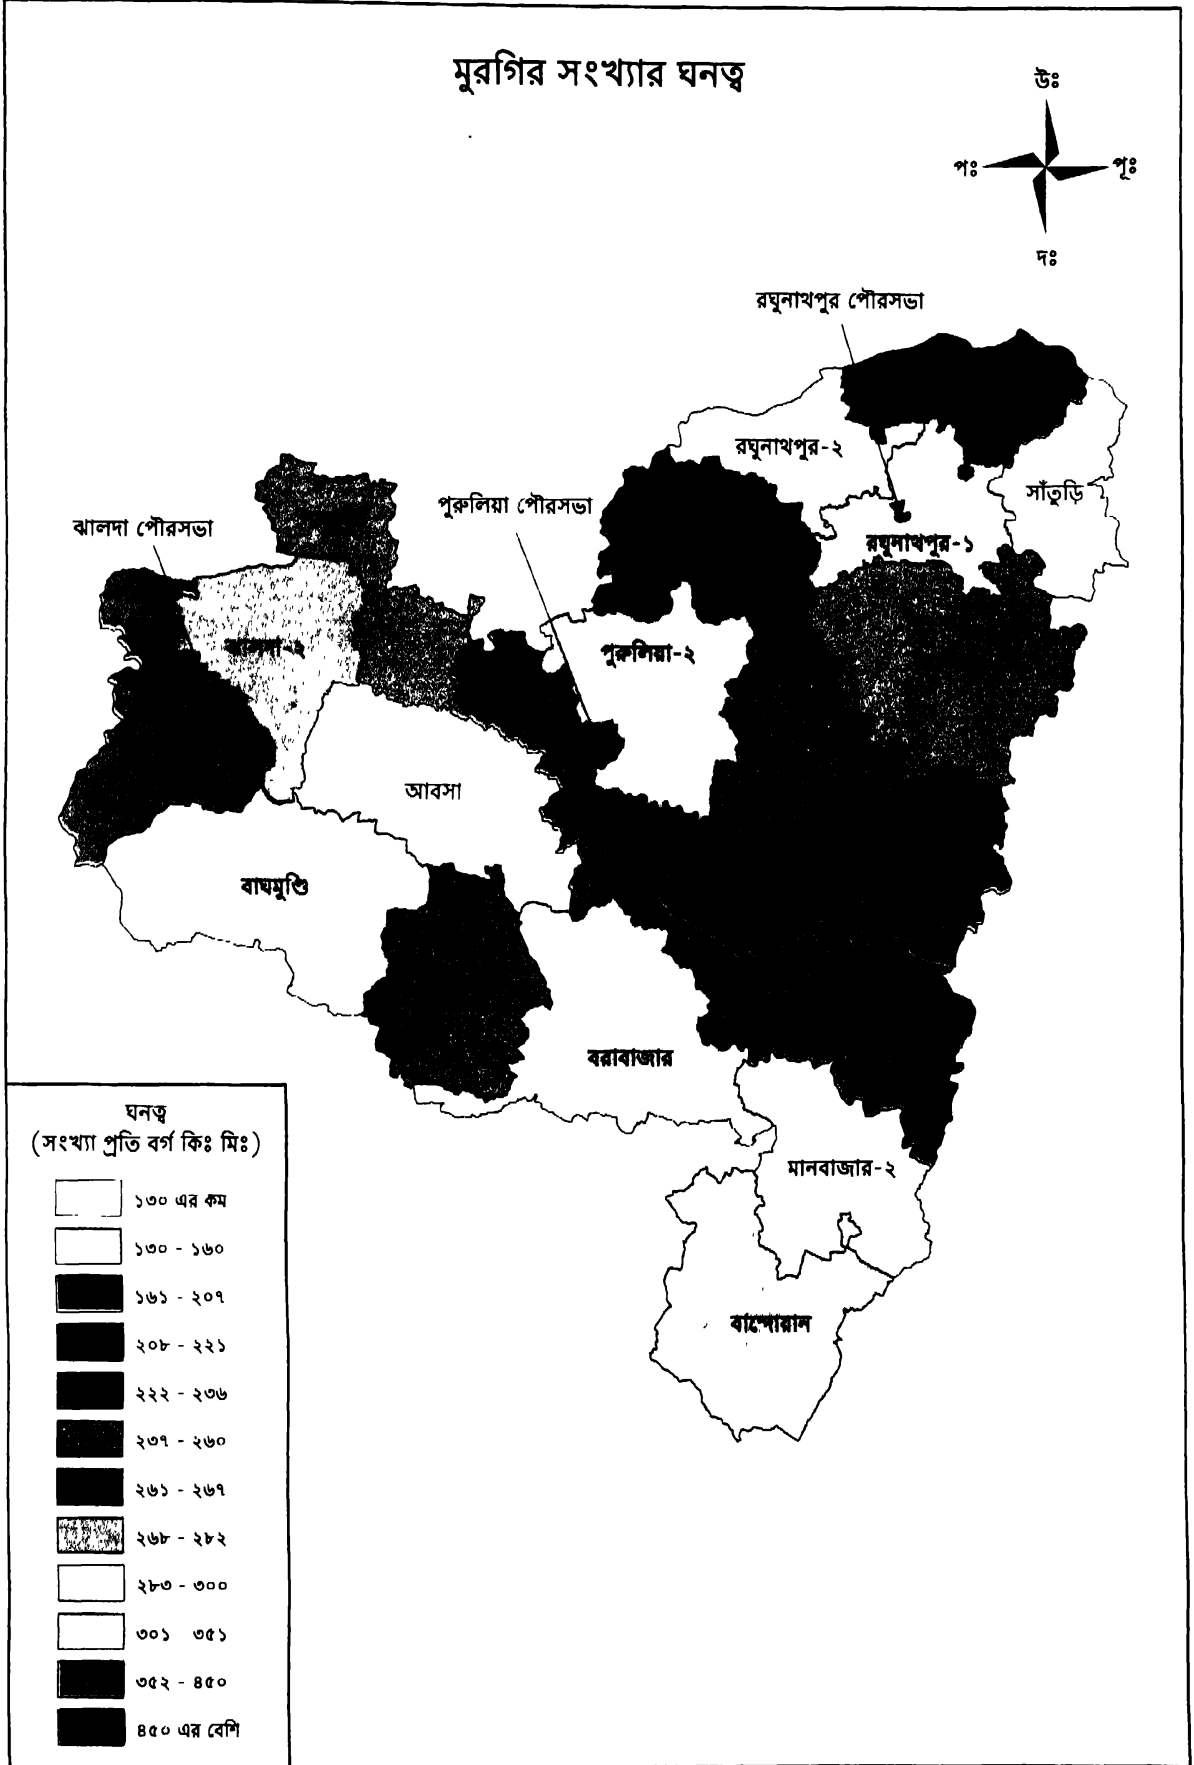 মুরগির সংখ্যার ঘনত্ব
উঃ
পঃ
পূঃ
দঃ
রঘুনাথপুর পৌরসভা
রঘুনাথপুর-২
সাঁতুড়ি
পুরুলিয়া পৌরসভা
ঝালদা পৌরসভা
রঘুনাথপুর-১
ঝালদা-২
পুরুলিয়া-২
আবসা
বাঘমুণ্ডি
বরাবাজার
মানবাজার-২
বান্দোয়ান
ঘনত্ব
(সংখ্যা প্রতি বর্গ কিঃ মিঃ)
১৩০ এর কম
১৩০ - ১৬০
১৬১ - ২০৭
২০৮ - ২২১
২২২ - ২৩৬
২৩৭ - ২৬০
২৬১ - ২৬৭
২৬৮ - ২৮২
২৮৩ - ৩০০
৩০১ ৩৫১
৩৫২ - ৪৫০
৪৫০ এর বেশি